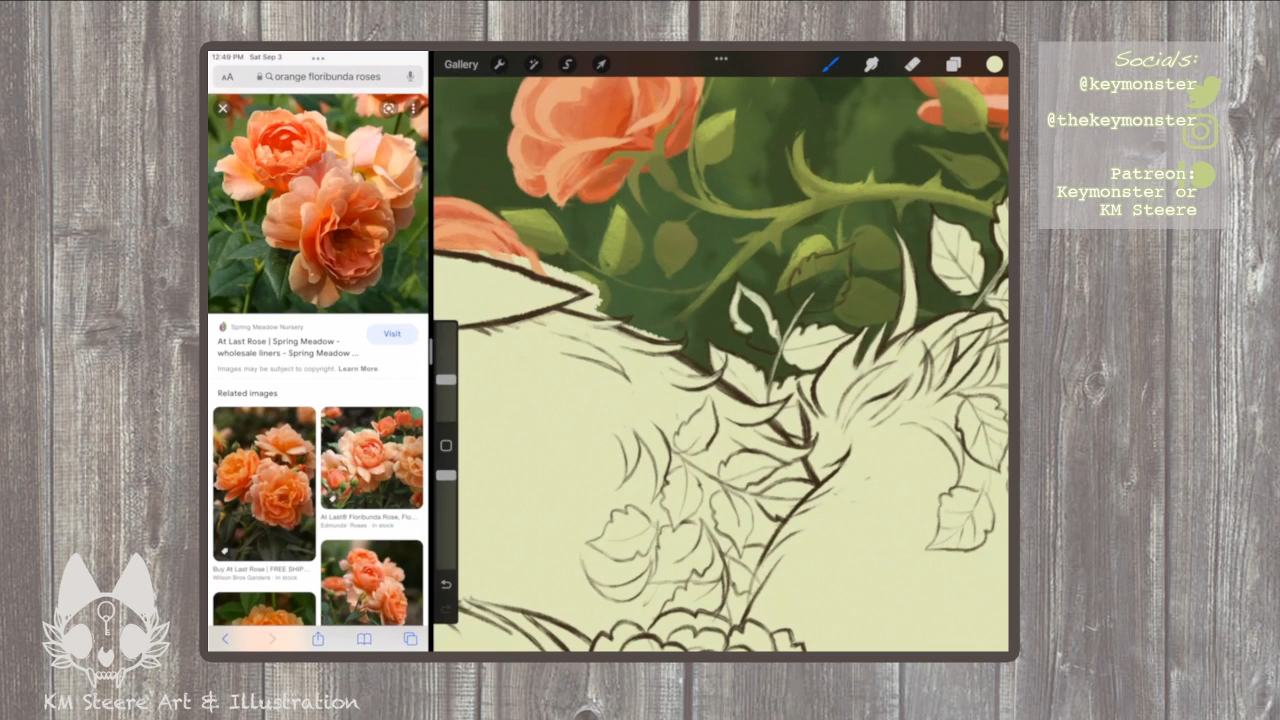 12:49 PM Sat Sep 3
AA orange floribunda roses
Spring Meadow Nursery
Visit
At Last Rose | Spring Meadow -
wholesale liners - Spring Meadow ...
Images may be subject to copyright. Learn More
Related images
At Last® Floribunda Rose, Flo...
Edmunds' Roses · In stock
Buy At Last Rose | FREE SHIP...
Wilson Bros Gardens · In stock
Gallery
Socials:
@keymonster
@thekeymonster
Patreon:
Keymonster or
KM Steere
KM Steere Art & Illustration